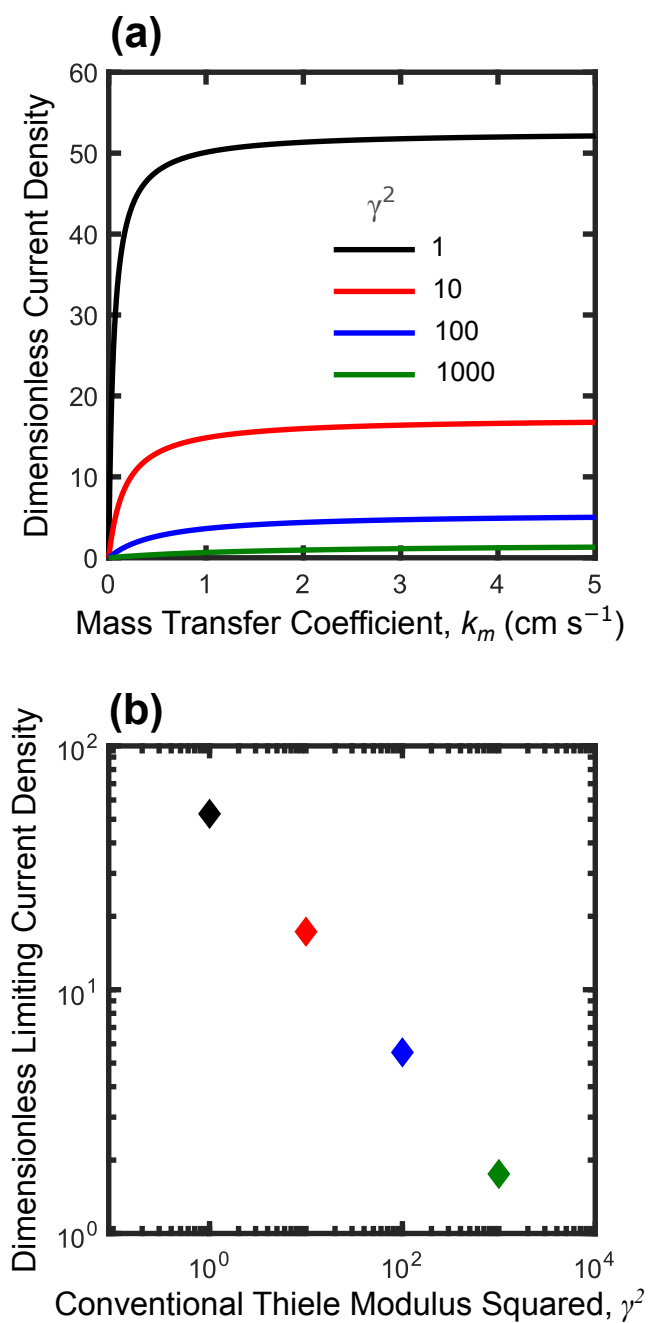 (a)
Dimensionless Current Density
60
50
40
30
20
10
0
γ²
1
10
100
1000
0 1 2 3 4 5
Mass Transfer Coefficient, kₘ (cm s⁻¹)
(b)
Dimensionless Limiting Current Density
10²
10¹
10⁰
10⁰ 10² 10⁴
Conventional Thiele Modulus Squared, γ²